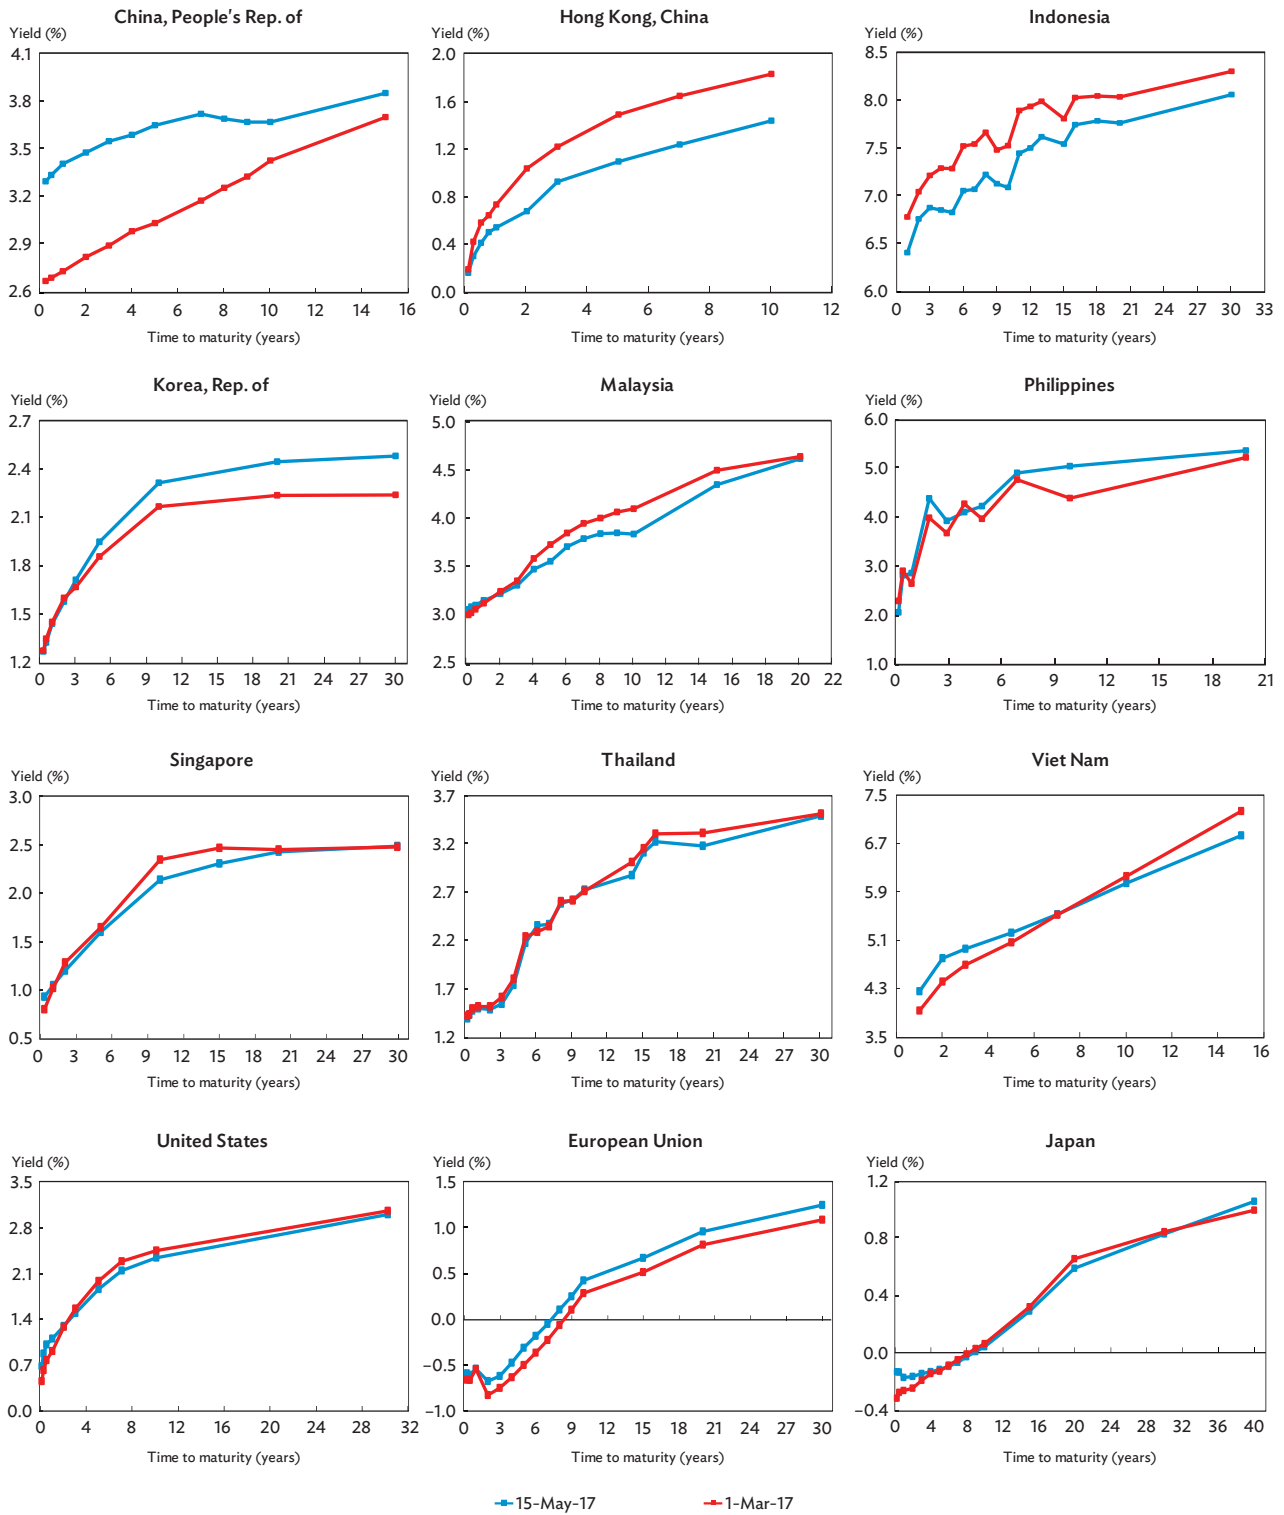 China, People's Rep. of
Yield (%)
4.1
3.8
3.5
3.2
2.9
2.6
0 2 4 6 8 10 12 14 16
Time to maturity (years)
Hong Kong, China
Yield (%)
2.0
1.6
1.2
0.8
0.4
0.0
0 2 4 6 8 10 12
Time to maturity (years)
Indonesia
Yield (%)
8.5
8.0
7.5
7.0
6.5
6.0
0 3 6 9 12 15 18 21 24 27 30 33
Time to maturity (years)
Korea, Rep. of
Yield (%)
2.7
2.4
2.1
1.8
1.5
1.2
0 3 6 9 12 15 18 21 24 27 30
Time to maturity (years)
Malaysia
Yield (%)
5.0
4.5
4.0
3.5
3.0
2.5
0 2 4 6 8 10 12 14 16 18 20 22
Time to maturity (years)
Philippines
Yield (%)
6.0
5.0
4.0
3.0
2.0
1.0
0 3 6 9 12 15 18 21
Time to maturity (years)
Singapore
Yield (%)
3.0
2.5
2.0
1.5
1.0
0.5
0 3 6 9 12 15 18 21 24 27 30
Time to maturity (years)
Thailand
Yield (%)
3.7
3.2
2.7
2.2
1.7
1.2
0 3 6 9 12 15 18 21 24 27 30
Time to maturity (years)
Viet Nam
Yield (%)
7.5
6.7
5.9
5.1
4.3
3.5
0 2 4 6 8 10 12 14 16
Time to maturity (years)
United States
Yield (%)
3.5
2.8
2.1
1.4
0.7
0.0
0 4 8 12 16 20 24 28 32
Time to maturity (years)
European Union
Yield (%)
1.5
1.0
0.5
0.0
−0.5
−1.0
0 3 6 9 12 15 18 21 24 27 30
Time to maturity (years)
Japan
Yield (%)
1.2
0.8
0.4
0.0
−0.4
0 4 8 12 16 20 24 28 32 36 40
Time to maturity (years)
15-May-17 1-Mar-17